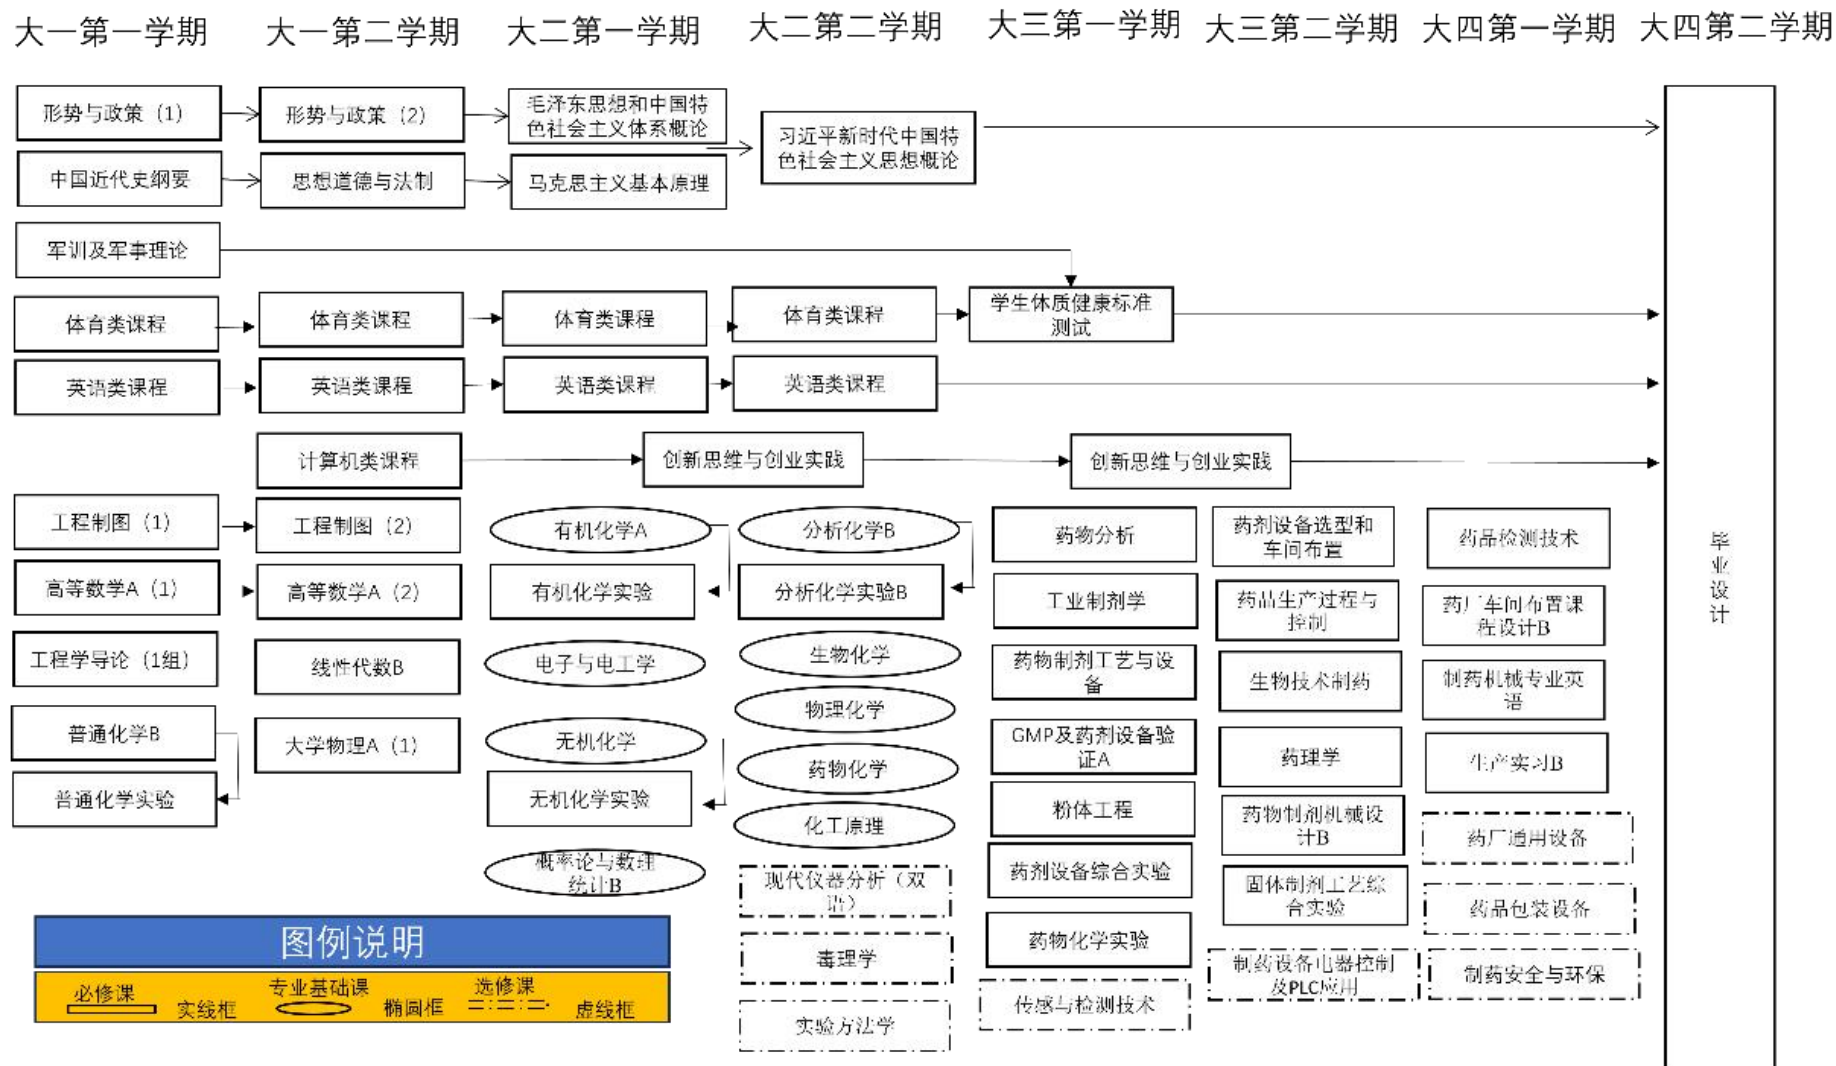 大一第一学期
大一第二学期
大二第一学期
大二第二学期
大三第一学期
大三第二学期
大四第一学期
大四第二学期
形势与政策（1）
形势与政策（2）
毛泽东思想和中国特
色社会主义体系概论
习近平新时代中国特
色社会主义思想概论
中国近代史纲要
思想道德与法制
马克思主义基本原理
军训及军事理论
体育类课程
体育类课程
体育类课程
体育类课程
学生体质健康标准
测试
英语类课程
英语类课程
英语类课程
英语类课程
计算机类课程
创新思维与创业实践
创新思维与创业实践
工程制图（1）
高等数学A（1）
工程学导论（1组）
普通化学B
普通化学实验
工程制图（2）
高等数学A（2）
线性代数B
大学物理A（1）
有机化学A
有机化学实验
电子与电工学
无机化学
无机化学实验
概率论与数理
统计B
分析化学B
分析化学实验B
生物化学
物理化学
药物化学
化工原理
现代仪器分析（双
语）
毒理学
实验方法学
药物分析
工业制剂学
药物制剂工艺与设
备
GMP及药剂设备验
证A
粉体工程
药剂设备综合实验
药物化学实验
传感与检测技术
药剂设备选型和
车间布置
药品生产过程与
控制
生物技术制药
药理学
药物制剂机械设
计B
固体制剂工艺综
合实验
制药设备电器控制
及PLC应用
药品检测技术
药厂车间布置课
程设计B
制药机械专业英
语
生产实习B
药厂通用设备
药品包装设备
制药安全与环保
毕
业
设
计
图例说明
必修课
实线框
专业基础课
椭圆框
选修课
虚线框